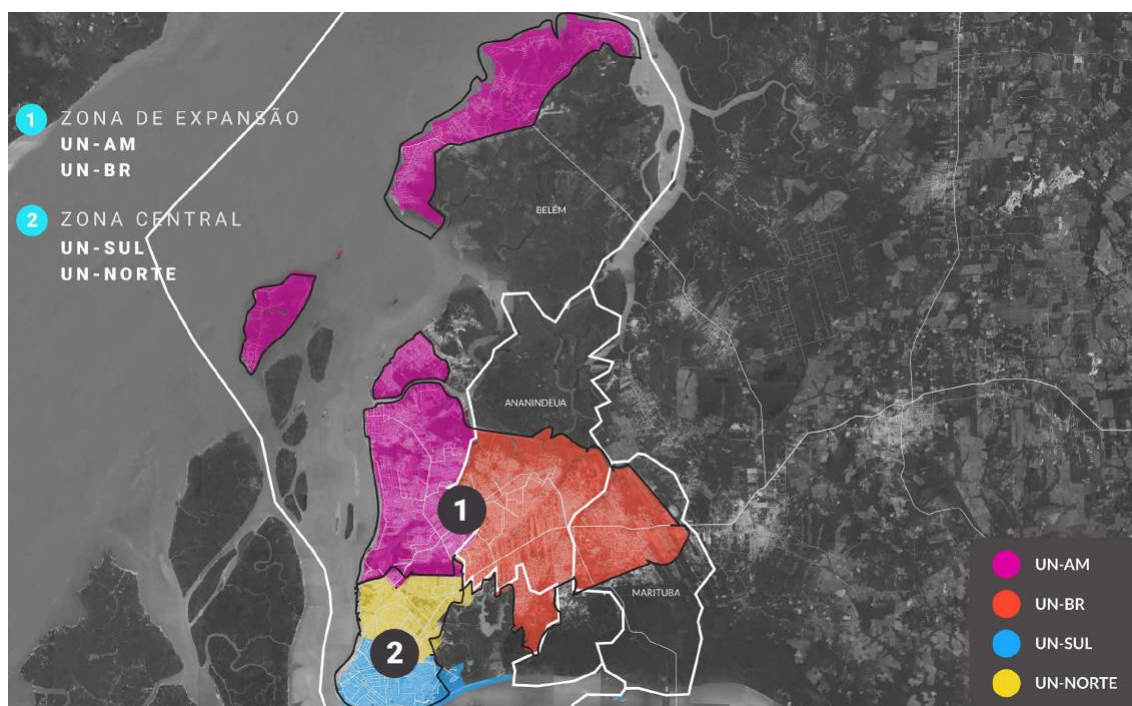 1 ZONA DE EXPANSÃO
UN-AM
UN-BR
2 ZONA CENTRAL
UN-SUL
UN-NORTE
BELÉM
ANANINDEUA
1
MARITUBA
2
UN-AM
UN-BR
UN-SUL
UN-NORTE